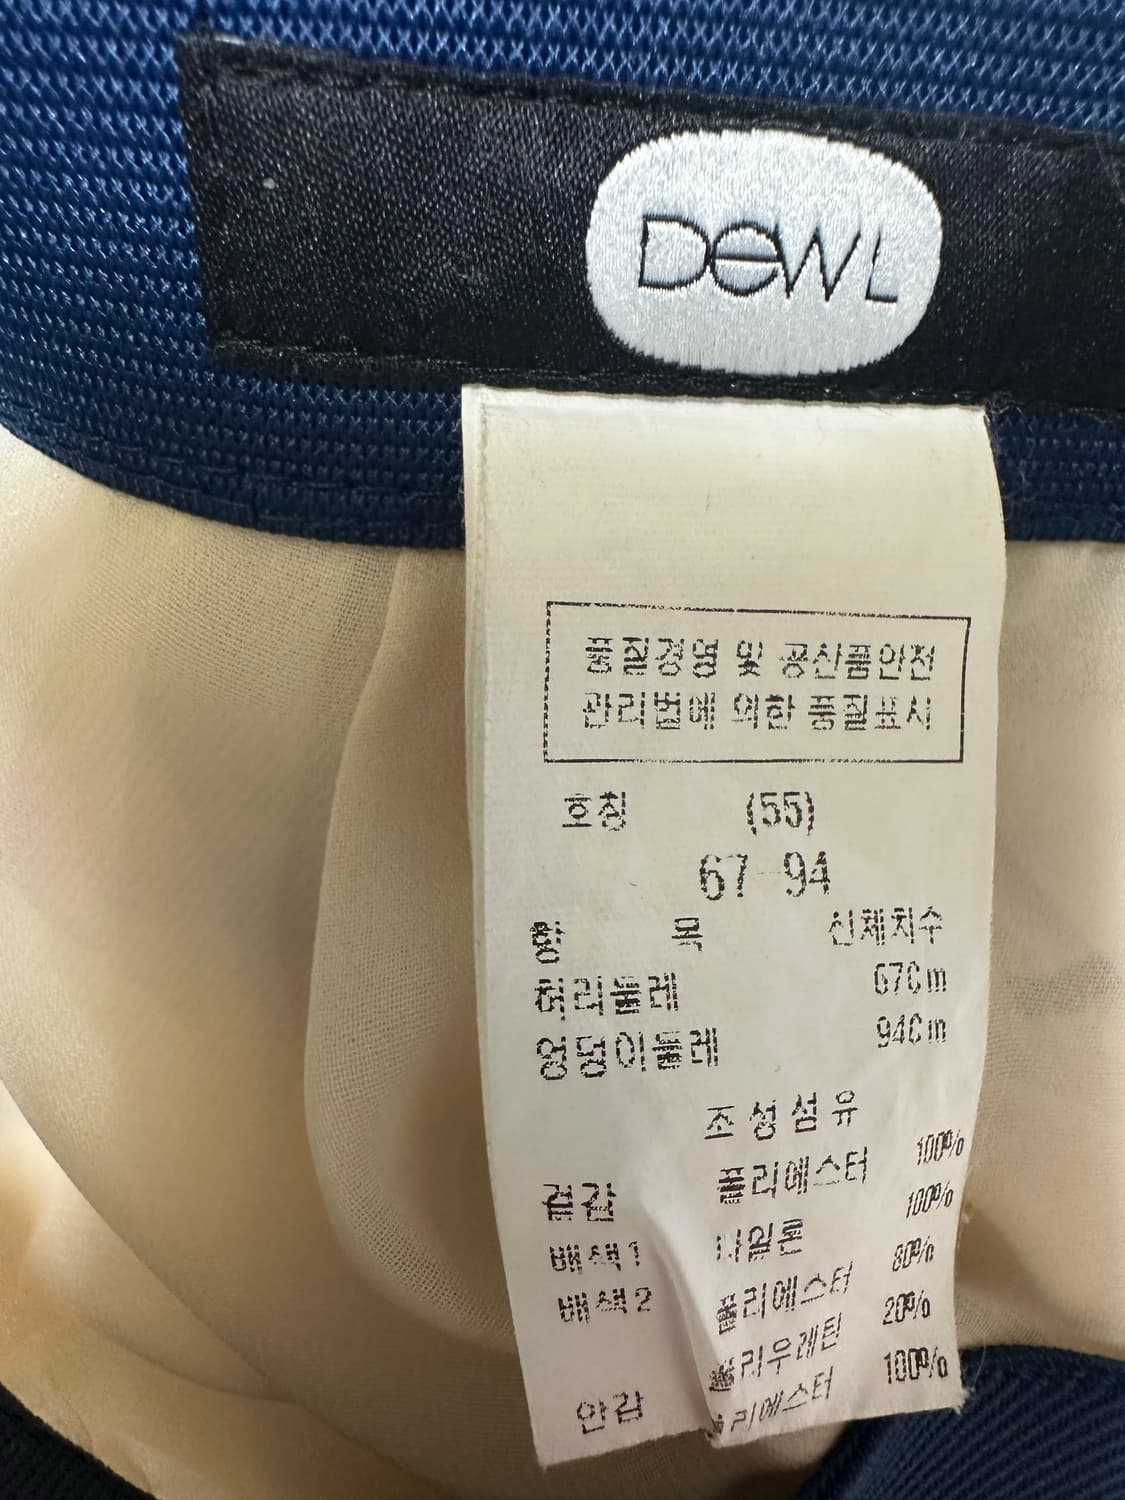 DEWL
품질경영 및 공산품안전
관리법에 의한 품질표시
호칭 (55)
67-94
항 목 신체치수
허리둘레 67Cm
엉덩이둘레 94Cm
조성섬유
겉감 폴리에스터 100%
배색1 나일론 100%
배색2 폴리에스터 80%
폴리우레탄 20%
안감 폴리에스터 100%